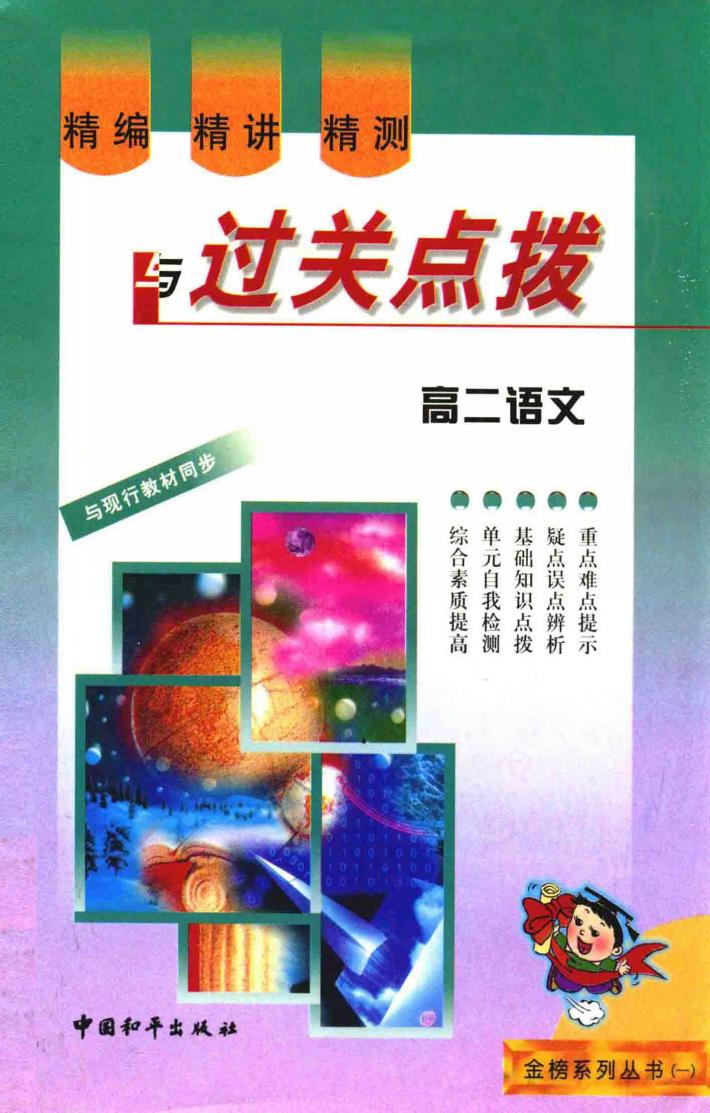 精编 精讲 精测
与过关点拨
高二语文
与现行教材同步
重点难点提示
疑点误点辨析
基础知识点拨
单元自我检测
综合素质提高
中国和平出版社
金榜系列丛书(一)